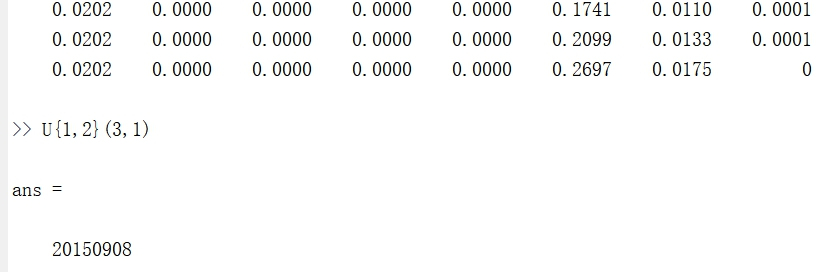 0.0202 0.0000 0.0000 0.0000 0.0000 0.1741 0.0110 0.0001
0.0202 0.0000 0.0000 0.0000 0.0000 0.2099 0.0133 0.0001
0.0202 0.0000 0.0000 0.0000 0.0000 0.2697 0.0175 0
>> U{1,2}(3,1)
ans =
20150908